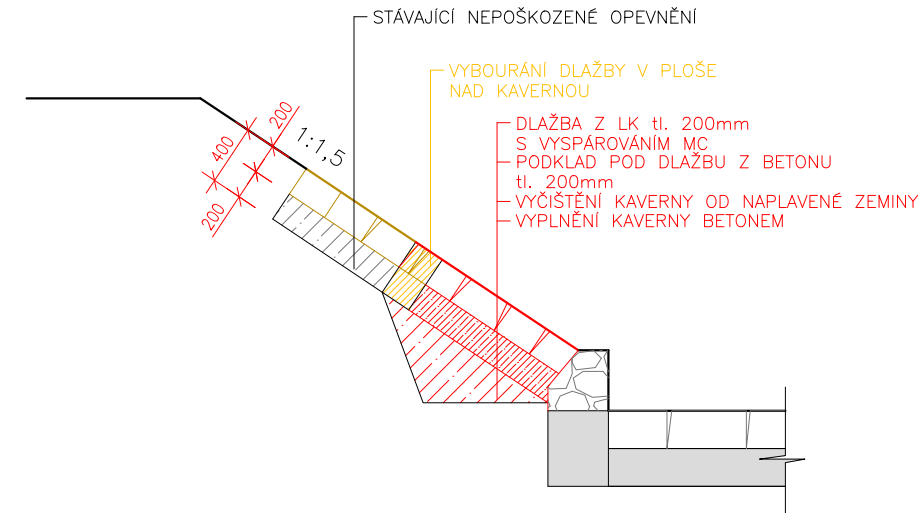 STÁVAJÍCÍ NEPOŠKOZENÉ OPEVNĚNÍ
VYBOURÁNÍ DLAŽBY V PLOŠE
NAD KAVERNOU
200
400
1:1,5
200
DLAŽBA Z LK tl. 200mm
S VYSPÁROVÁNÍM MC
PODKLAD POD DLAŽBU Z BETONU
tl. 200mm
VYČIŠTĚNÍ KAVERNY OD NAPLAVENÉ ZEMINY
VYPLNĚNÍ KAVERNY BETONEM